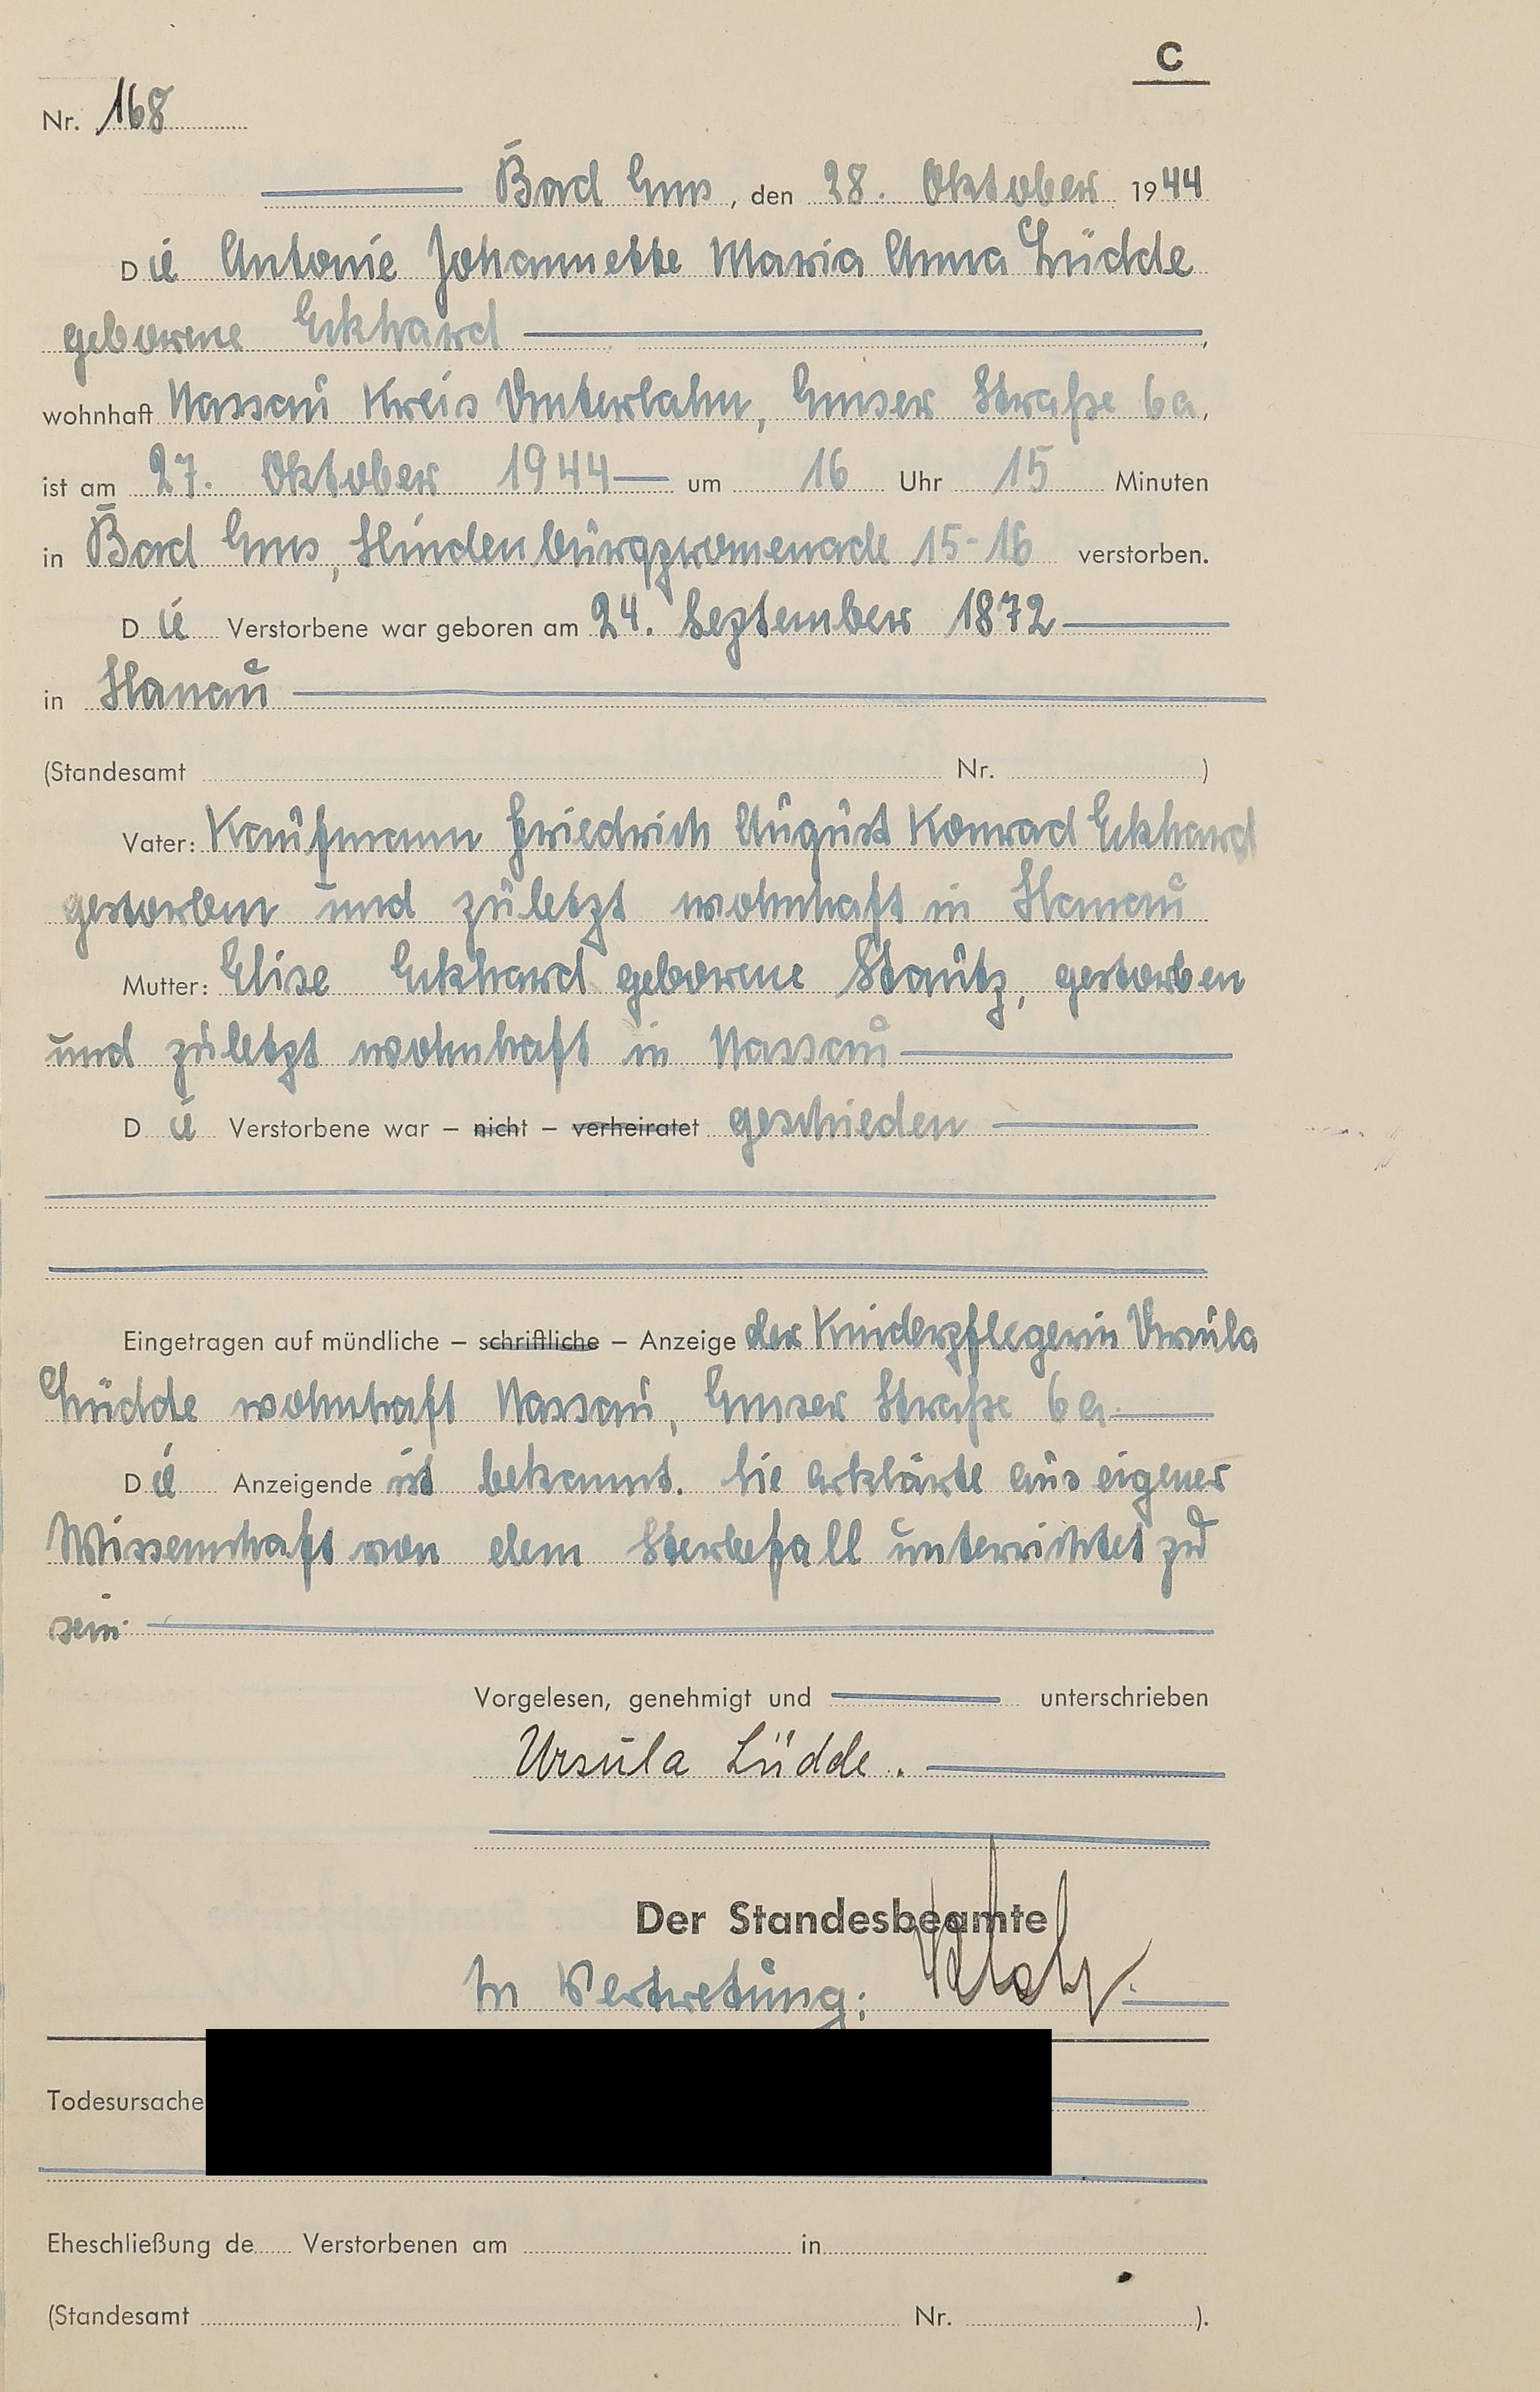 C
Nr. 168
Bad Ems, den 28. Oktober 1944
Die Antonie Johannette Maria Anna Lüdde
geborene Eckhard,
wohnhaft Nassau Kreis Unterlahn, Emser Straße 6a,
ist am 27. Oktober 1944 um 16 Uhr 15 Minuten
in Bad Ems, Hindenburgpromenade 15-16 verstorben.
Die Verstorbene war geboren am 24. September 1872
in Hanau
(Standesamt Nr. )
Vater: Kaufmann Friedrich August Konrad Eckhard
gestorben und zuletzt wohnhaft in Hanau
Mutter: Elise Eckhard geborene Stautz, gestorben
und zuletzt wohnhaft in Nassau
Die Verstorbene war – nicht – verheiratet geschieden
Eingetragen auf mündliche – schriftliche – Anzeige der Kinderpflegerin Ursula
Lüdde wohnhaft Nassau, Emser Straße 6a.
Die Anzeigende ist bekannt. Sie erklärte aus eigener
Wissenschaft von dem Sterbefall unterrichtet zu
sein.
Vorgelesen, genehmigt und unterschrieben
Ursula Lüdde.
Der Standesbeamte
In Vertretung:
Todesursache
Eheschließung de Verstorbenen am in
(Standesamt Nr. ).